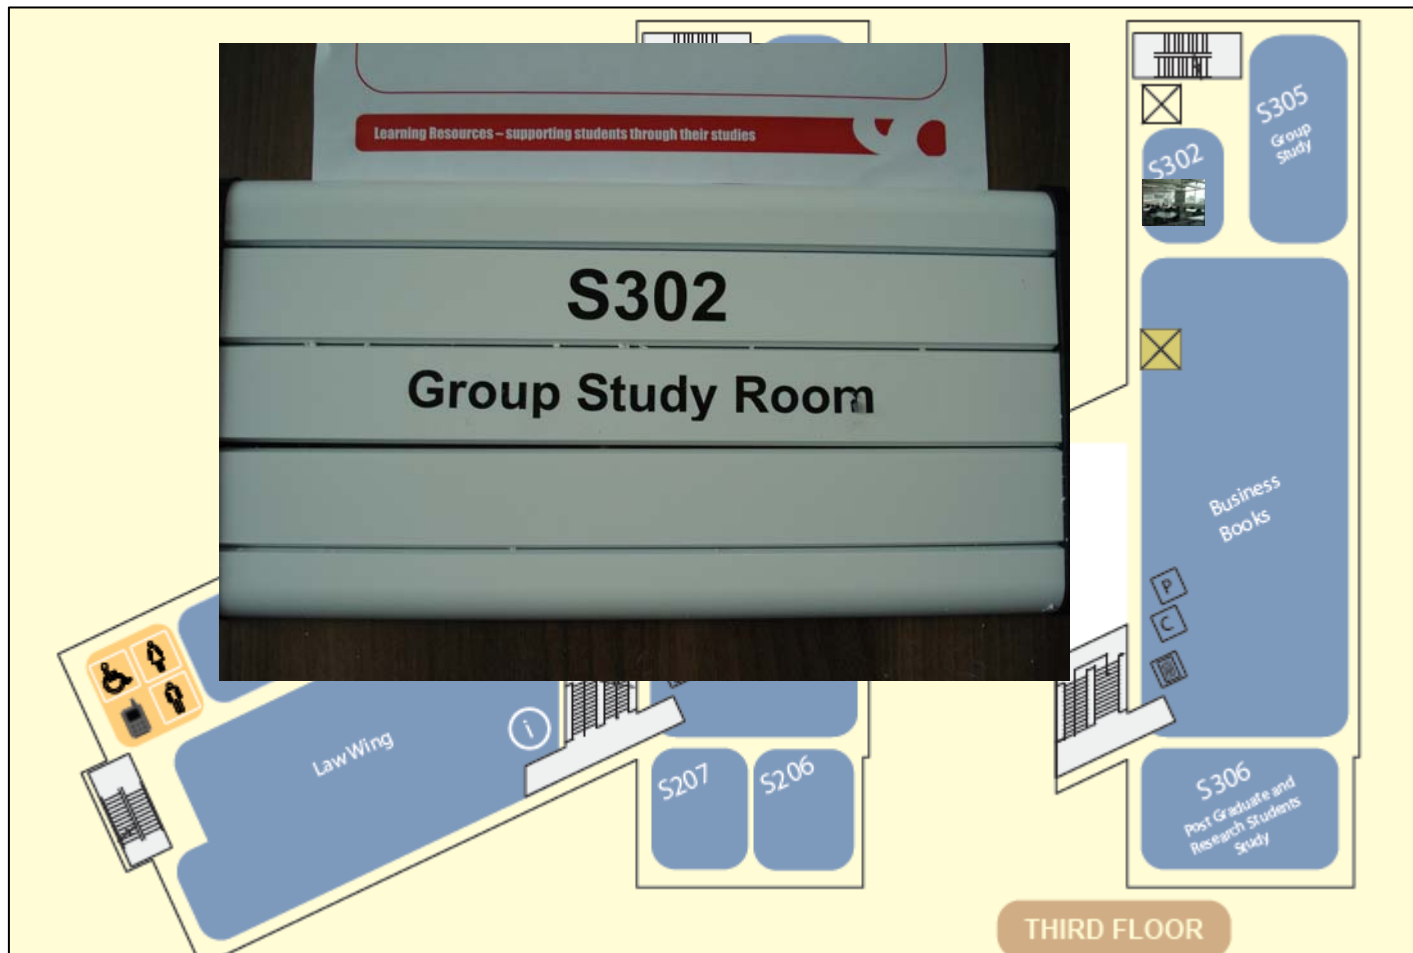 Learning Resources – supporting students through their studies
S302
Group Study Room
S305
Group
Study
S302
Business
Books
P
C
Law Wing
i
S207
S206
S306
Post Graduate and
Research Students
Study
THIRD FLOOR